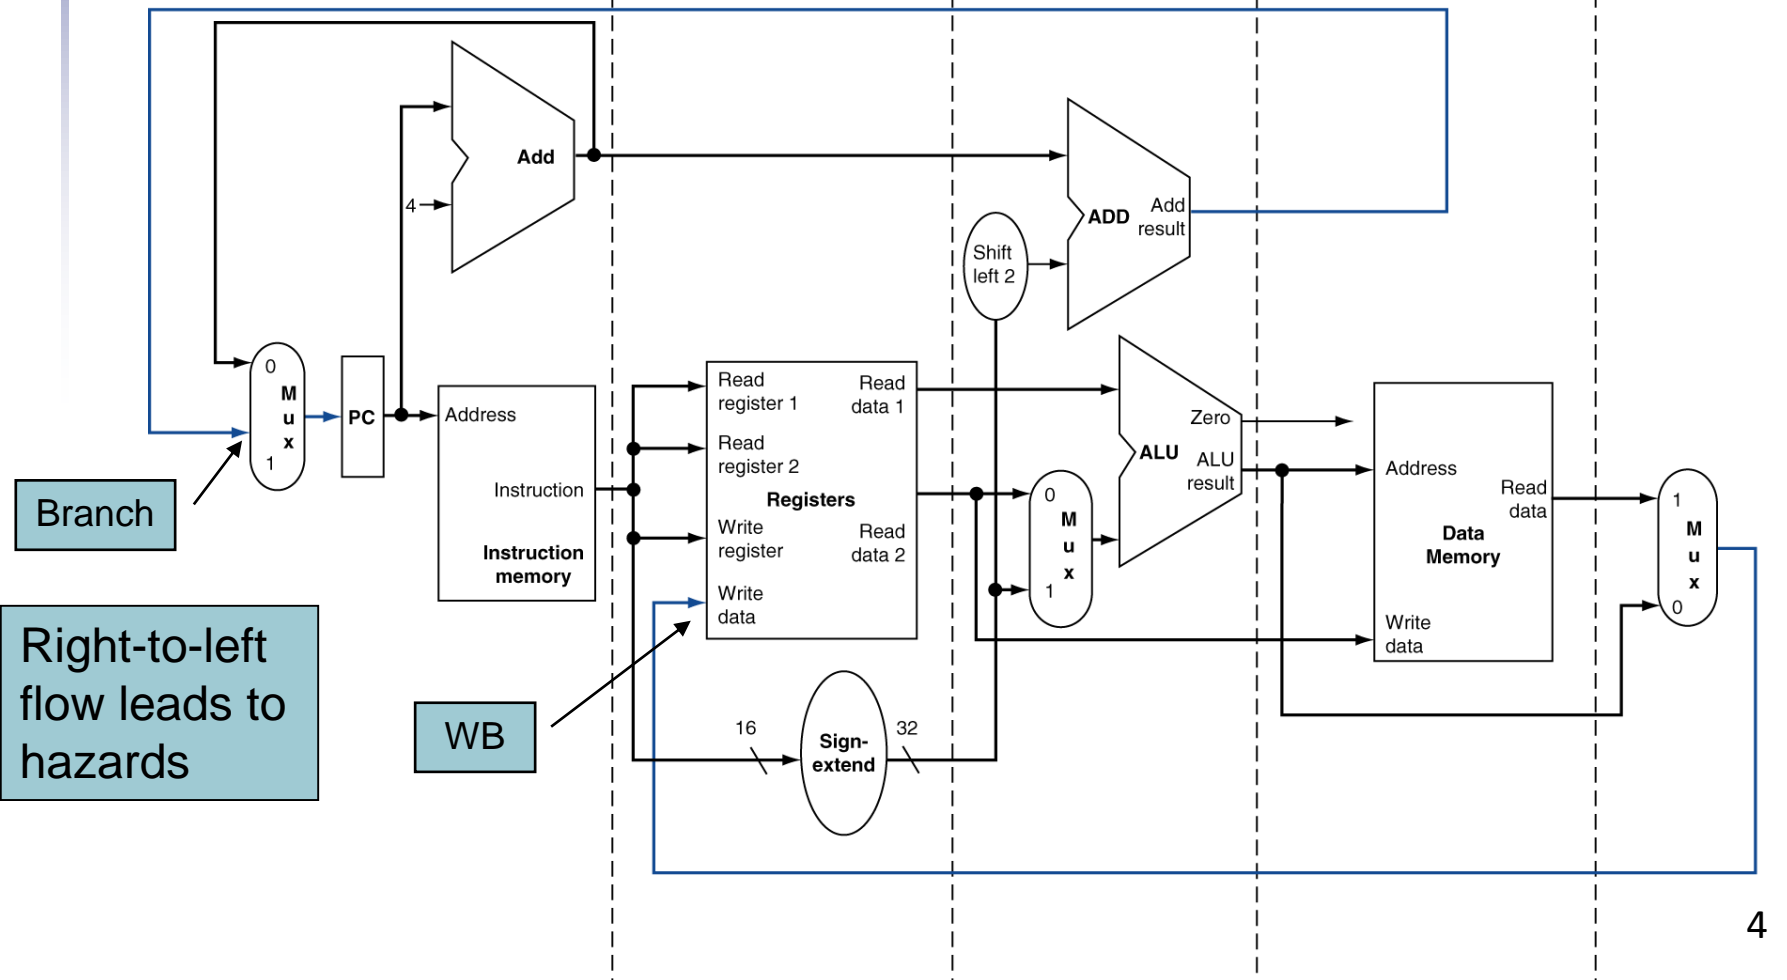 Add
4
ADD
Add
result
Shift
left 2
0
M
u
x
1
PC
Address
Instruction
Instruction
memory
Branch
Read
register 1
Read
register 2
Registers
Write
register
Write
data
Read
data 1
Read
data 2
0
M
u
x
1
Zero
ALU
ALU
result
Address
Read
data
Data
Memory
Write
data
1
M
u
x
0
Right-to-left
flow leads to
hazards
WB
16
Sign-
extend
32
4